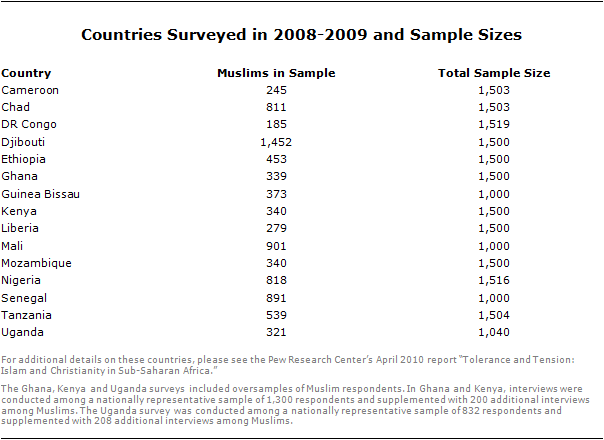 Countries Surveyed in 2008-2009 and Sample Sizes
Country Muslims in Sample Total Sample Size
Cameroon 245 1,503
Chad 811 1,503
DR Congo 185 1,519
Djibouti 1,452 1,500
Ethiopia 453 1,500
Ghana 339 1,500
Guinea Bissau 373 1,000
Kenya 340 1,500
Liberia 279 1,500
Mali 901 1,000
Mozambique 340 1,500
Nigeria 818 1,516
Senegal 891 1,000
Tanzania 539 1,504
Uganda 321 1,040
For additional details on these countries, please see the Pew Research Center's April 2010 report “Tolerance and Tension:
Islam and Christianity in Sub-Saharan Africa.”
The Ghana, Kenya and Uganda surveys included oversamples of Muslim respondents. In Ghana and Kenya, interviews were
conducted among a nationally representative sample of 1,300 respondents and supplemented with 200 additional interviews
among Muslims. The Uganda survey was conducted among a nationally representative sample of 832 respondents and
supplemented with 208 additional interviews among Muslims.